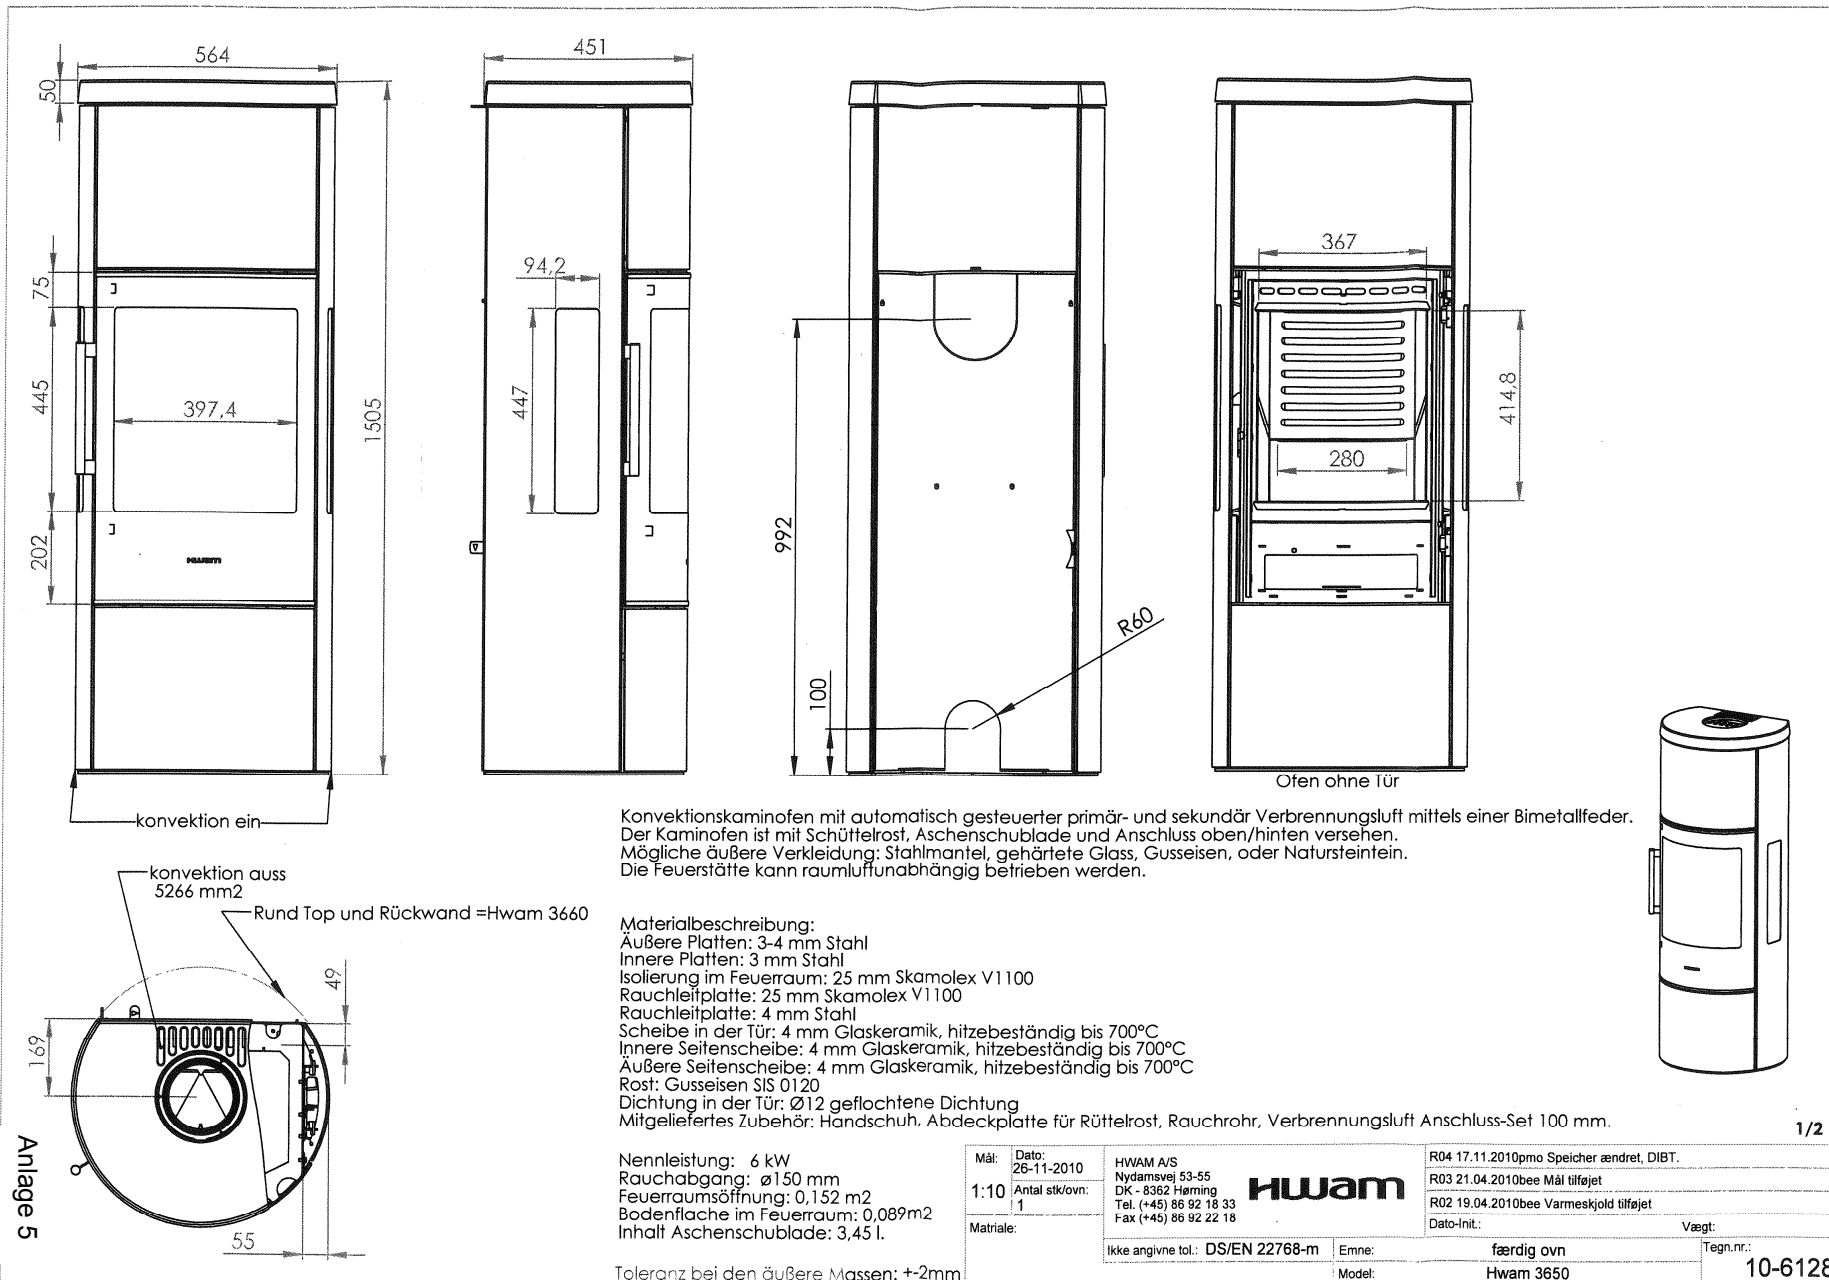 564
50
75
445
397,4
202
1505
konvektion ein
451
94,2
447
992
100
R60
367
280
414,8
Ofen ohne Tür
HWAM
konvektion auss
5266 mm2
Rund Top und Rückwand =Hwam 3660
49
169
55
Anlage 5
Konvektionskaminofen mit automatisch gesteuerter primär- und sekundär Verbrennungsluft mittels einer Bimetallfeder.
Der Kaminofen ist mit Schüttelrost, Aschenschublade und Anschluss oben/hinten versehen.
Mögliche äußere Verkleidung: Stahlmantel, gehärtete Glass, Gusseisen, oder Natursteintein.
Die Feuerstätte kann raumluftunabhängig betrieben werden.
Materialbeschreibung:
Äußere Platten: 3-4 mm Stahl
Innere Platten: 3 mm Stahl
Isolierung im Feuerraum: 25 mm Skamolex V1100
Rauchleitplatte: 25 mm Skamolex V1100
Rauchleitplatte: 4 mm Stahl
Scheibe in der Tür: 4 mm Glaskeramik, hitzebeständig bis 700°C
Innere Seitenscheibe: 4 mm Glaskeramik, hitzebeständig bis 700°C
Äußere Seitenscheibe: 4 mm Glaskeramik, hitzebeständig bis 700°C
Rost: Gusseisen SIS 0120
Dichtung in der Tür: Ø12 geflochtene Dichtung
Mitgeliefertes Zubehör: Handschuh, Abdeckplatte für Rüttelrost, Rauchrohr, Verbrennungsluft Anschluss-Set 100 mm.
Nennleistung: 6 kW
Rauchabgang: ø150 mm
Feuerraumsöffnung: 0,152 m2
Bodenflache im Feuerraum: 0,089m2
Inhalt Aschenschublade: 3,45 l.
Toleranz bei den äußere Massen: +-2mm
1/2
Mål:
1:10
Dato:
26-11-2010
Antal stk/ovn:
1
Matriale:
HWAM A/S
Nydamsvej 53-55
DK - 8362 Hørning
Tel. (+45) 86 92 18 33
Fax (+45) 86 92 22 18
HWAM
R04 17.11.2010pmo Speicher ændret, DIBT.
R03 21.04.2010bee Mål tilføjet
R02 19.04.2010bee Varmeskjold tilføjet
Dato-Init.:
Vægt:
Ikke angivne tol.: DS/EN 22768-m
Emne: færdig ovn
Model: Hwam 3650
Tegn.nr.:
10-6128